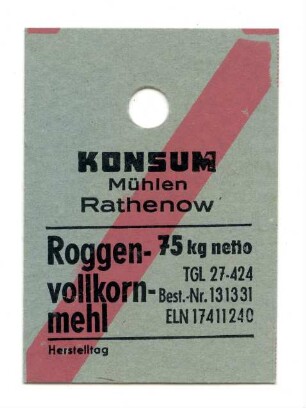 KONSUM
Mühlen
Rathenow
Roggen-
vollkorn-
mehl
75 kg netto
TGL 27-424
Best.-Nr. 131331
ELN 17411240
Herstelltag